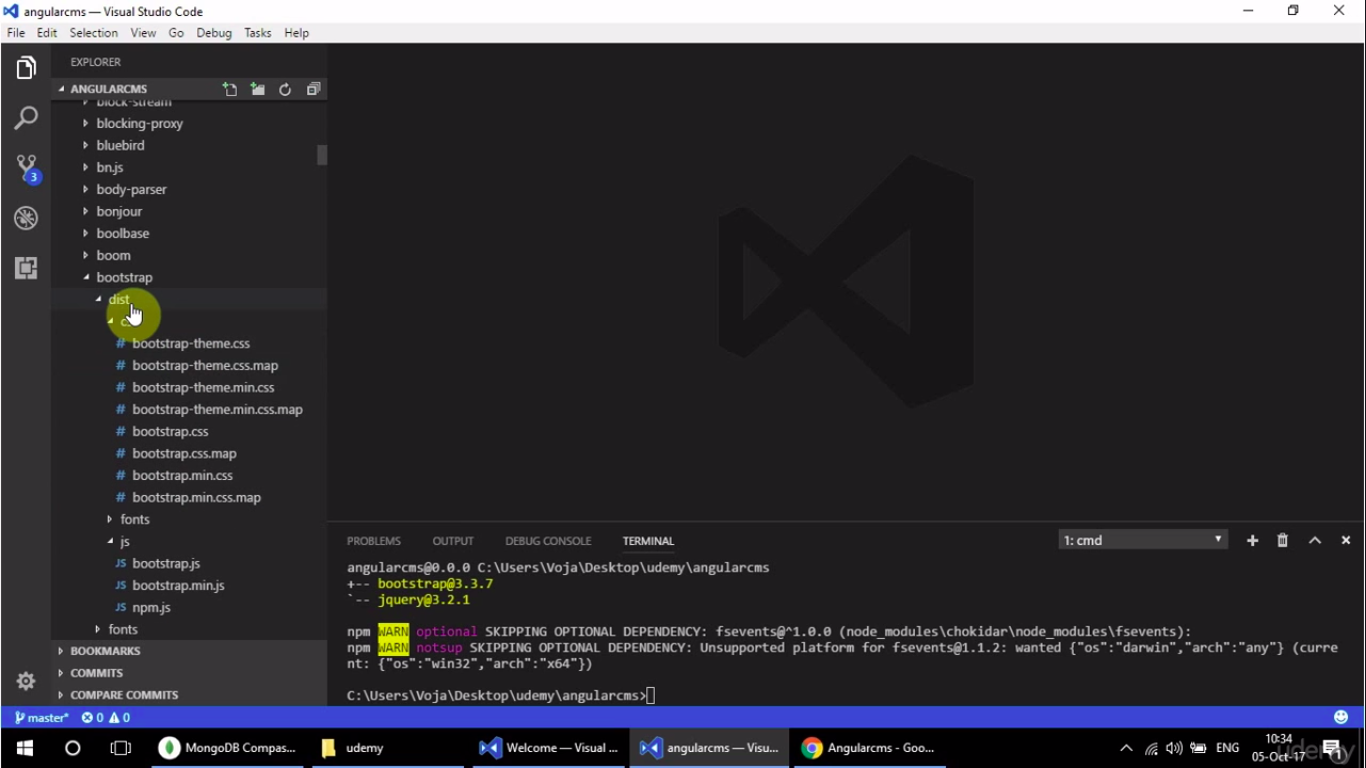 angularcms — Visual Studio Code
File Edit Selection View Go Debug Tasks Help
EXPLORER
ANGULARCMS
block-stream
blocking-proxy
bluebird
bn.js
body-parser
bonjour
boolbase
boom
bootstrap
dist
# bootstrap-theme.css
# bootstrap-theme.css.map
# bootstrap-theme.min.css
# bootstrap-theme.min.css.map
# bootstrap.css
# bootstrap.css.map
# bootstrap.min.css
# bootstrap.min.css.map
fonts
js
JS bootstrap.js
JS bootstrap.min.js
JS npm.js
fonts
BOOKMARKS
COMMITS
COMPARE COMMITS
3
PROBLEMS OUTPUT DEBUG CONSOLE TERMINAL
1: cmd
angularcms@0.0.0 C:\Users\Voja\Desktop\udemy\angularcms
+-- bootstrap@3.3.7
`-- jquery@3.2.1
npm WARN optional SKIPPING OPTIONAL DEPENDENCY: fsevents@^1.0.0 (node_modules\chokidar\node_modules\fsevents):
npm WARN notsup SKIPPING OPTIONAL DEPENDENCY: Unsupported platform for fsevents@1.1.2: wanted {"os":"darwin","arch":"any"} (curre
nt: {"os":"win32","arch":"x64"})
C:\Users\Voja\Desktop\udemy\angularcms>
master* 0 0
MongoDB Compas... udemy Welcome — Visual ... angularcms — Visu... Angularcms - Goo... ENG
10:34
05-Oct-17
1
udemy